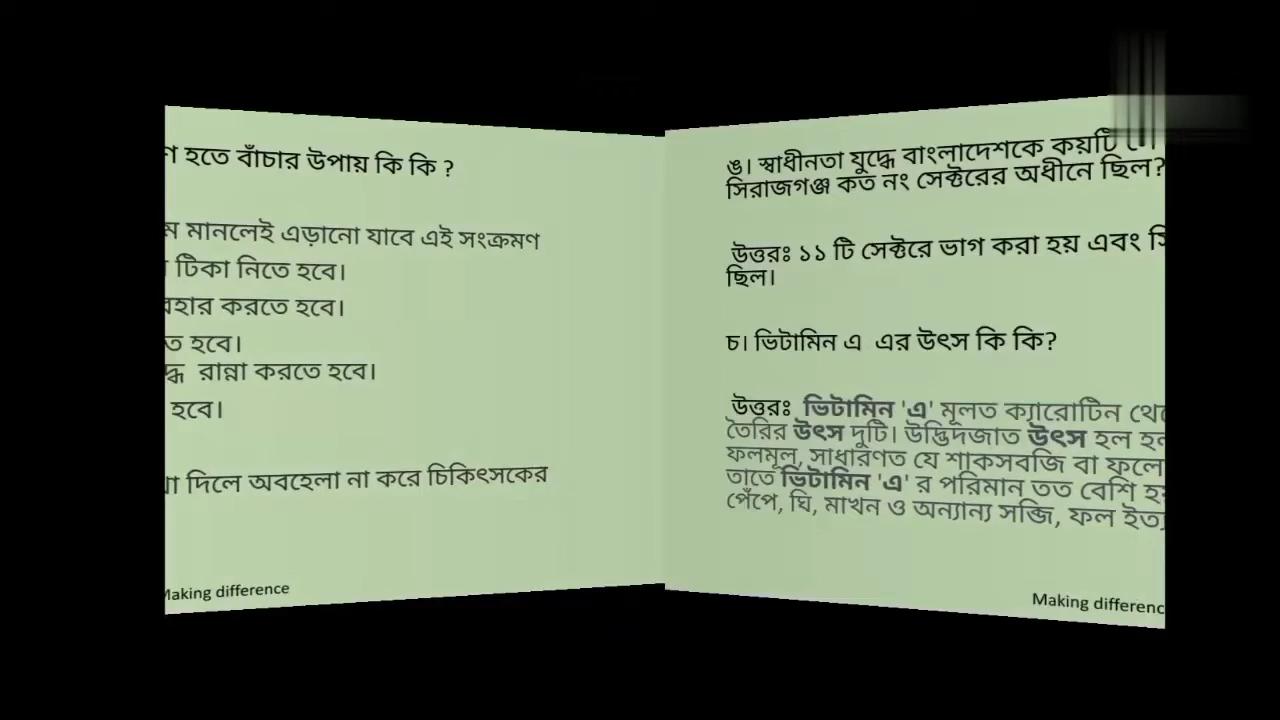 হতে বাঁচার উপায় কি কি ?
মানলেই এড়ানো যাবে এই সংক্রমণ
টিকা নিতে হবে।
করতে হবে।
হবে।
রান্না করতে হবে।
হবে।
দিলে অবহেলা না করে চিকিৎসকের
Making difference
ঙ। স্বাধীনতা যুদ্ধে বাংলাদেশকে কয়টি
সিরাজগঞ্জ কত নং সেক্টরের অধীনে ছিল?
উত্তরঃ ১১ টি সেক্টরে ভাগ করা হয় এবং
ছিল।
চ। ভিটামিন এ এর উৎস কি কি?
উত্তরঃ ভিটামিন 'এ' মূলত ক্যারোটিন
তৈরির উৎস দুটি। উদ্ভিদজাত উৎস হল
ফলমূল, সাধারণত যে শাকসবজি বা ফলে
তাতে ভিটামিন 'এ' র পরিমান তত বেশি
পেঁপে, ঘি, মাখন ও অন্যান্য সব্জি, ফল
Making differenc